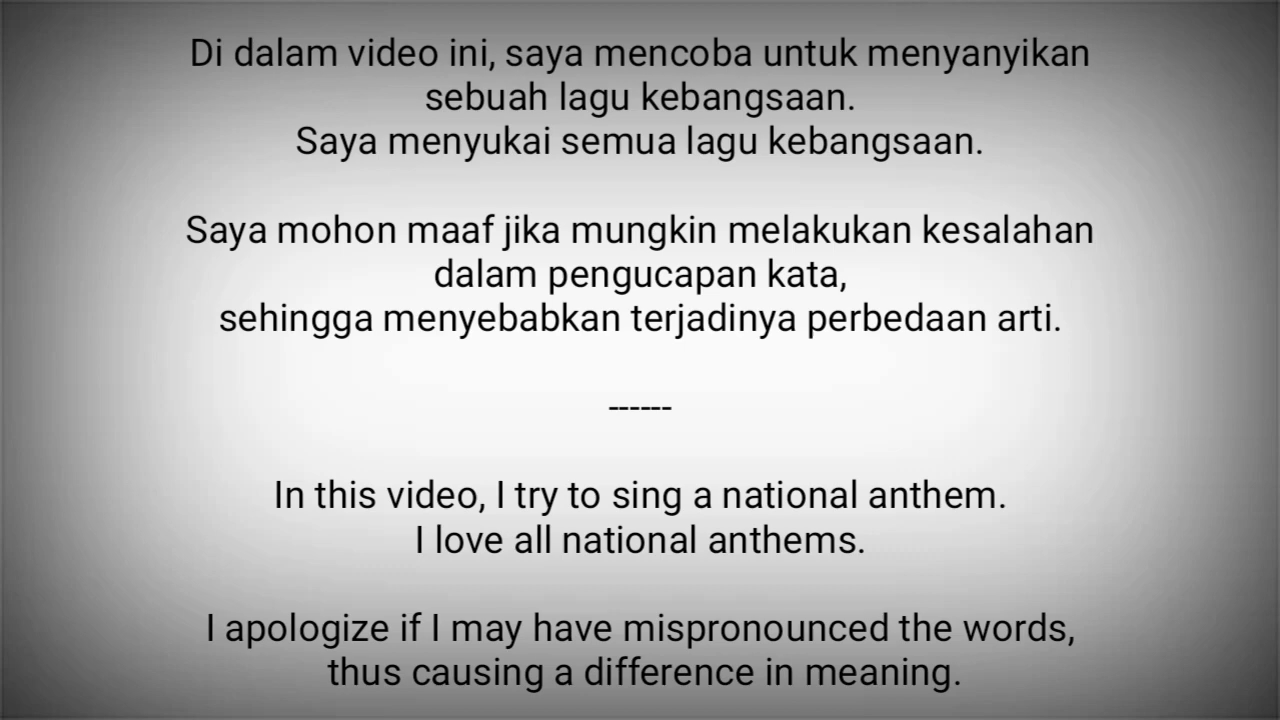 Di dalam video ini, saya mencoba untuk menyanyikan
sebuah lagu kebangsaan.
Saya menyukai semua lagu kebangsaan.
Saya mohon maaf jika mungkin melakukan kesalahan
dalam pengucapan kata,
sehingga menyebabkan terjadinya perbedaan arti.
------
In this video, I try to sing a national anthem.
I love all national anthems.
I apologize if I may have mispronounced the words,
thus causing a difference in meaning.